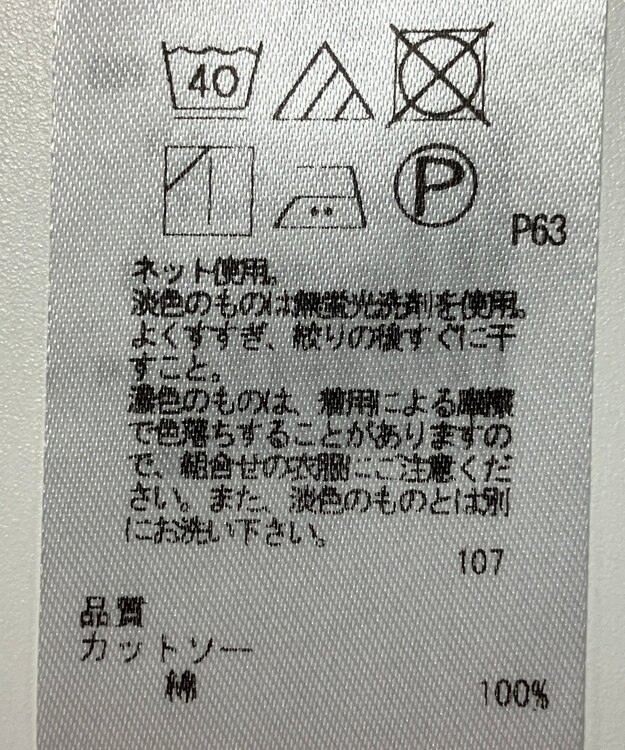 40
P
P63
ネット使用。
淡色のものは無蛍光洗剤を使用。
よくすすぎ、絞りの後すぐに干
すこと。
濃色のものは、着用による摩擦
で色落ちすることがありますの
で、組合せの衣服にご注意くだ
さい。また、淡色のものとは別
にお洗い下さい。
107
品質
カットソー
綿 100%